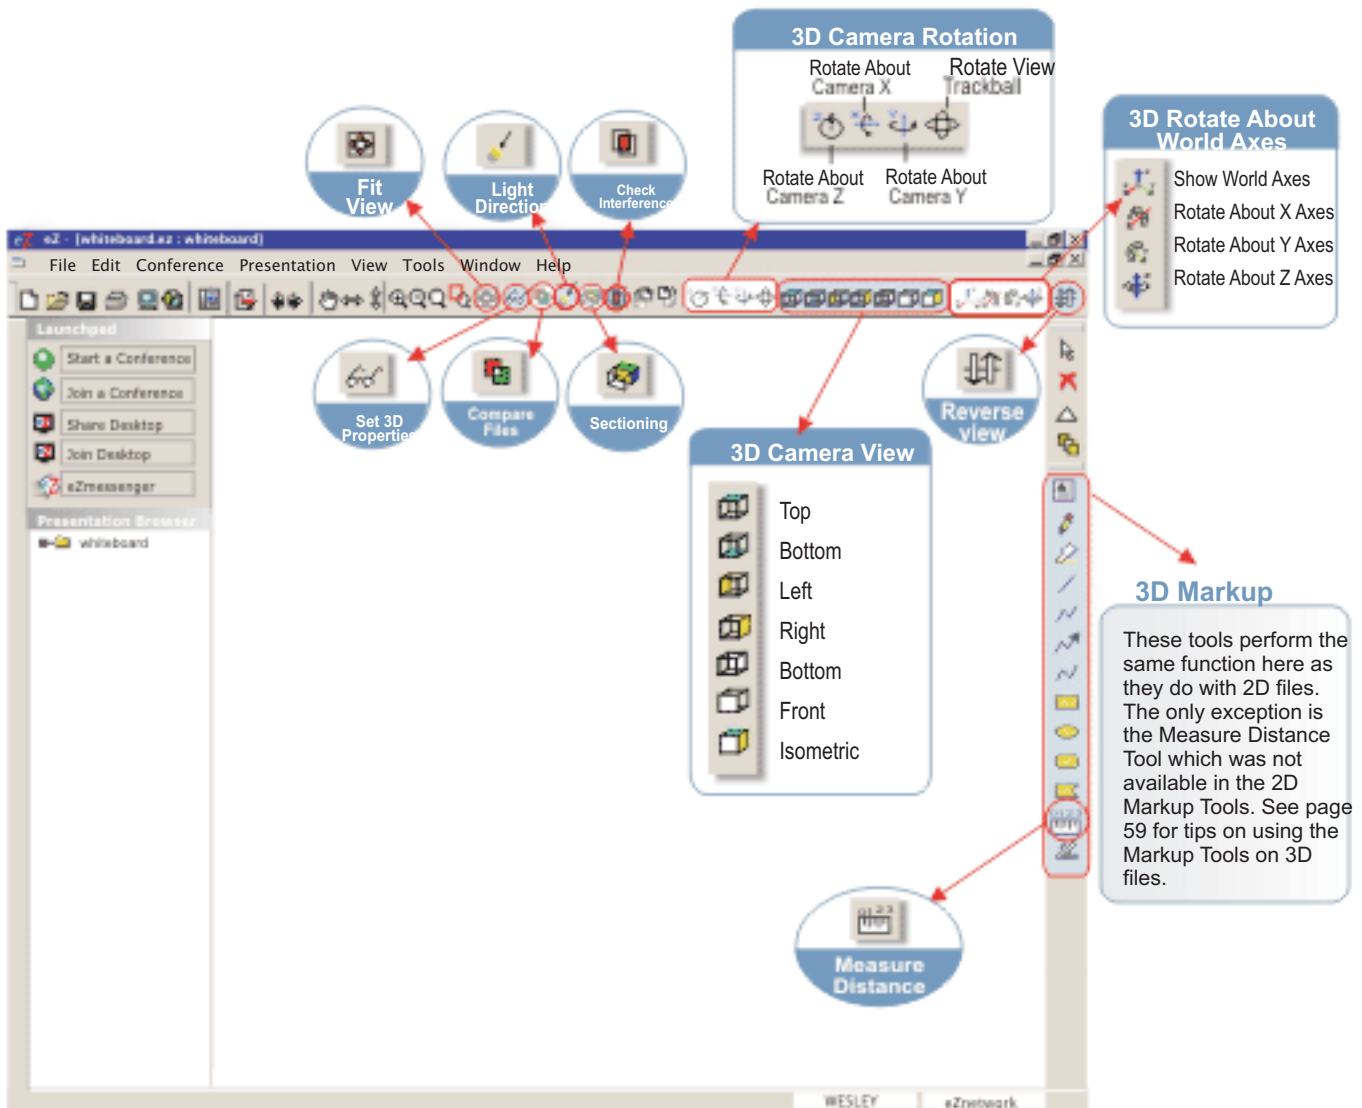 3D Camera Rotation
Rotate About
Camera X
Rotate View
Trackball
Rotate About
Camera Z
Rotate About
Camera Y
3D Rotate About
World Axes
Show World Axes
Rotate About X Axes
Rotate About Y Axes
Rotate About Z Axes
Fit
View
Light
Direction
Check
Interference
eZ - [whiteboard.ez : whiteboard]
File Edit Conference Presentation View Tools Window Help
Launchpad
Start a Conference
Join a Conference
Share Desktop
Join Desktop
eZmessenger
Presentation Browser
whiteboard
Set 3D
Properties
Compare
Files
Sectioning
Reverse
view
3D Camera View
Top
Bottom
Left
Right
Bottom
Front
Isometric
3D Markup
These tools perform the
same function here as
they do with 2D files.
The only exception is
the Measure Distance
Tool which was not
available in the 2D
Markup Tools. See page
59 for tips on using the
Markup Tools on 3D
files.
0123
Measure
Distance
WESLEY
eZnetwork